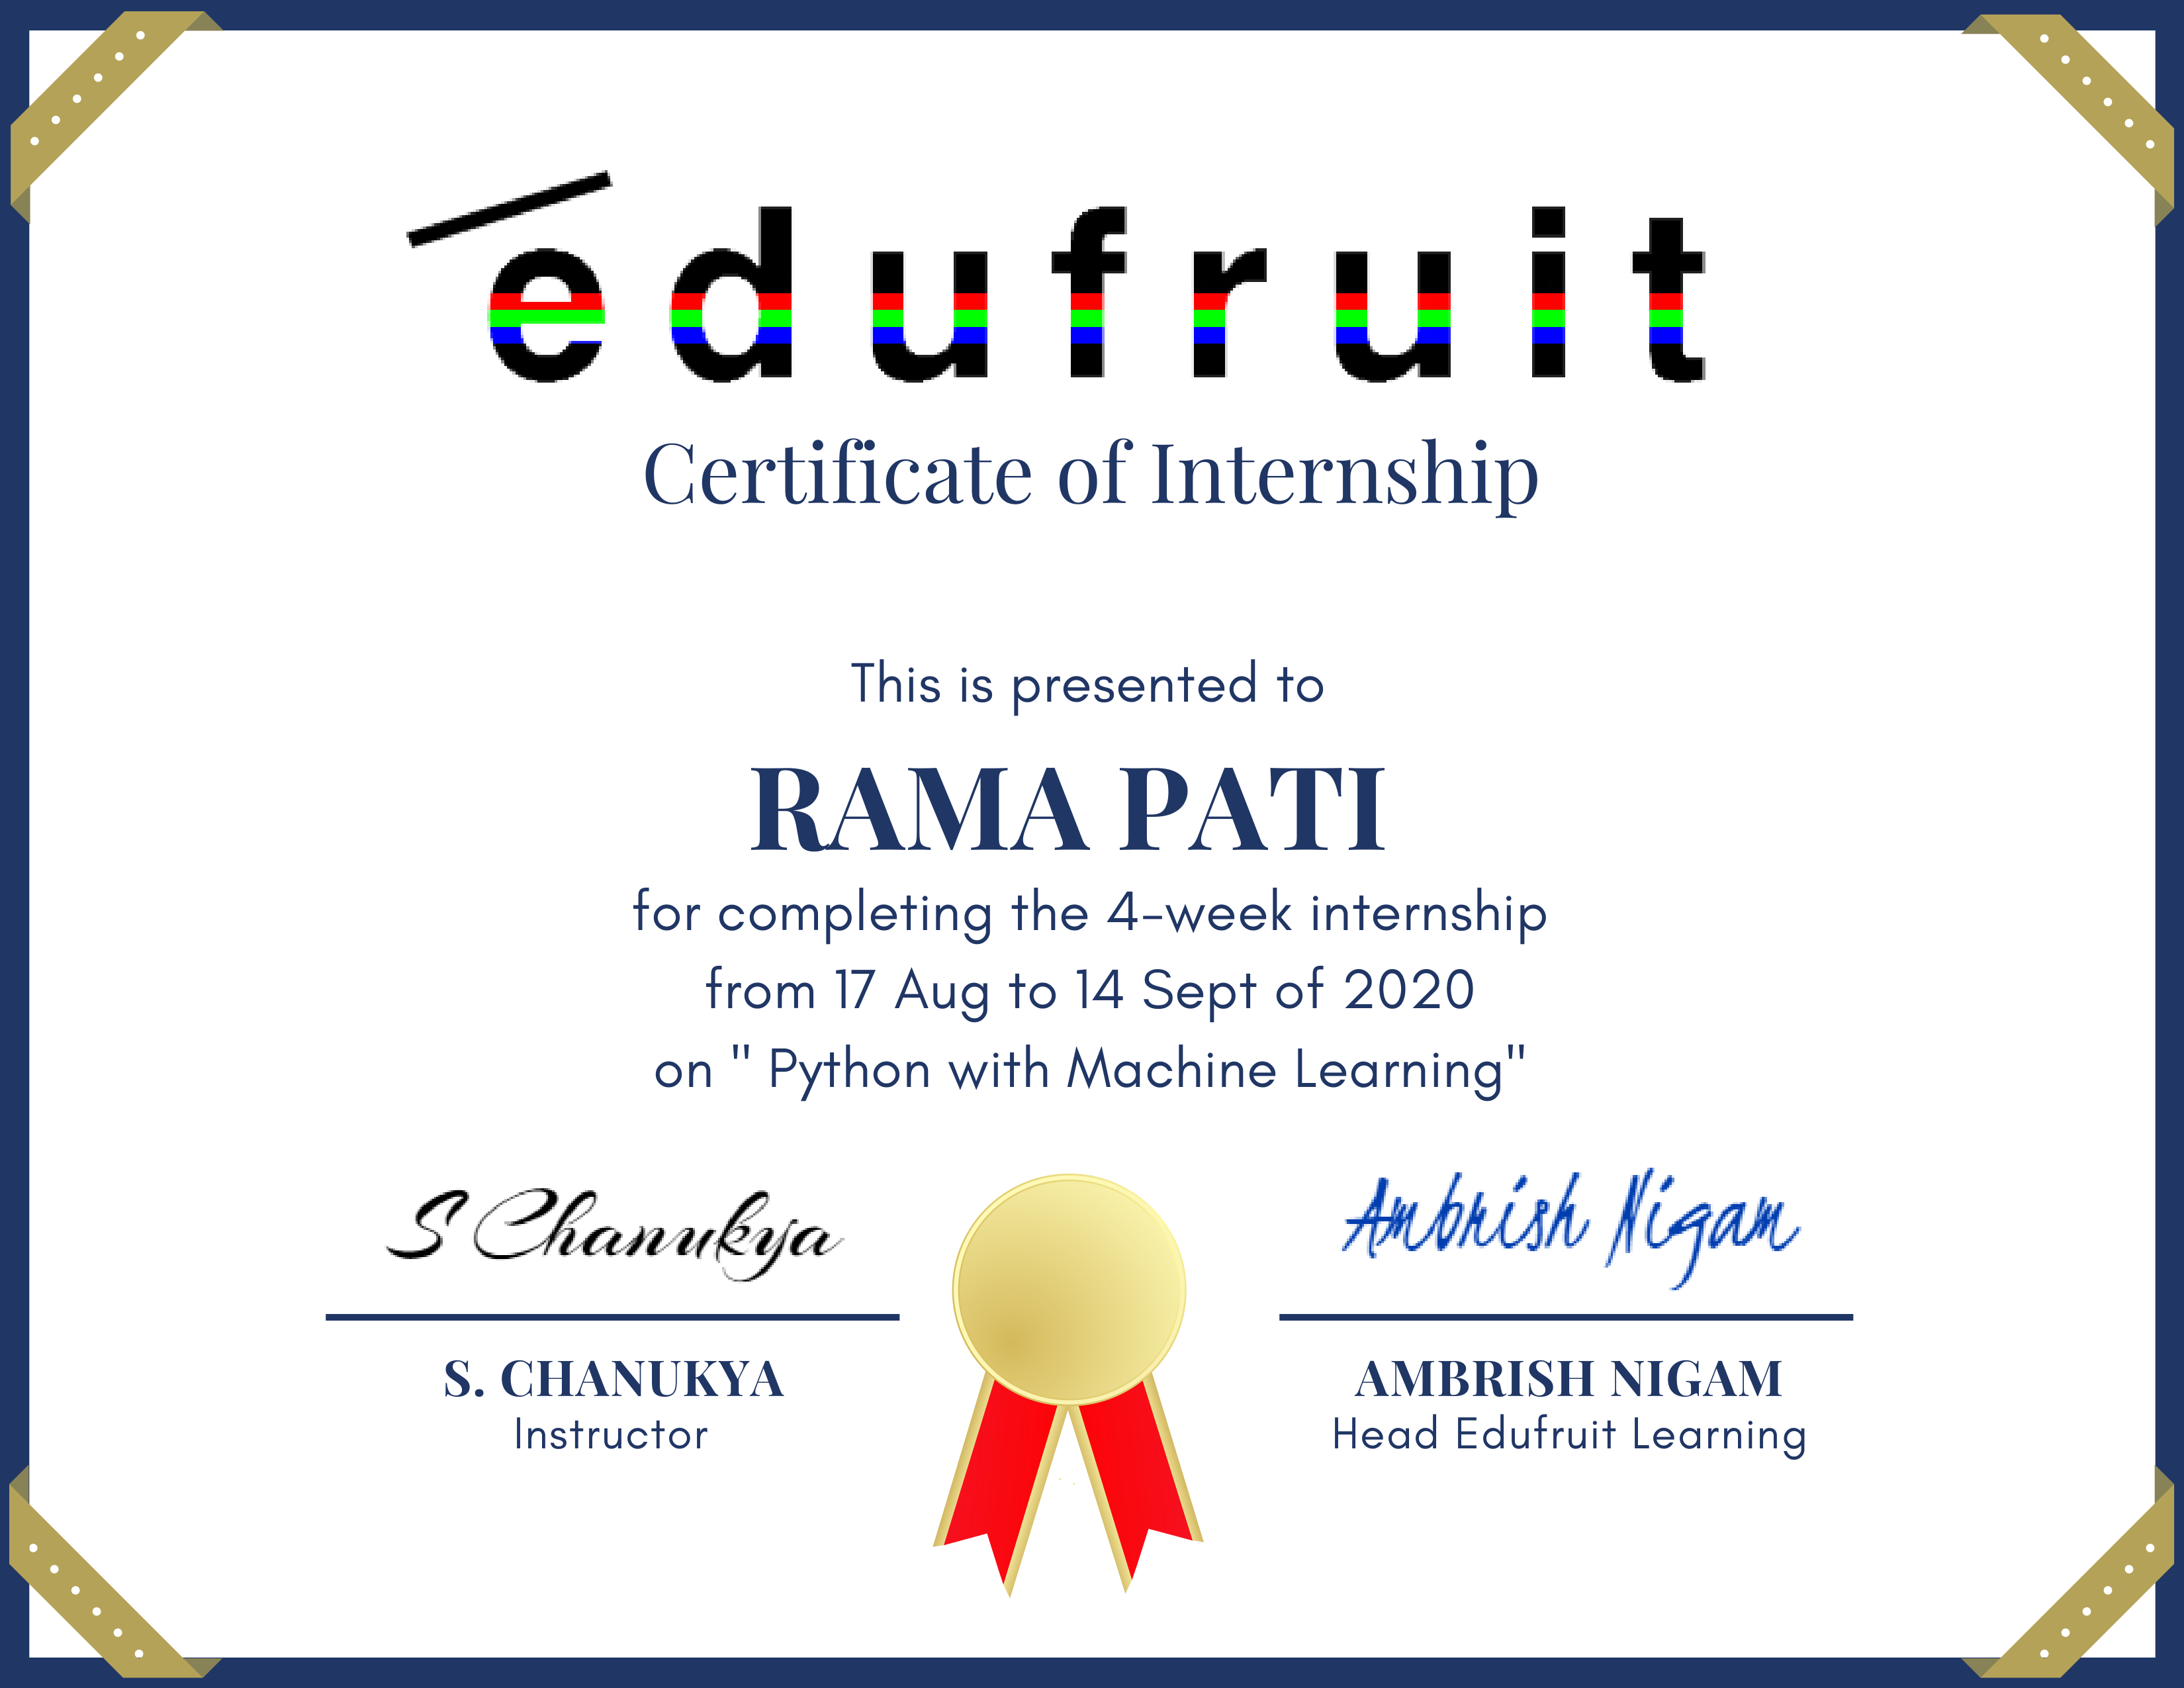 edufruit
Certificate of Internship
This is presented to
RAMA PATI
for completing the 4-week internship
from 17 Aug to 14 Sept of 2020
on " Python with Machine Learning"
S Chanukya
Ambrish Nigam
S. CHANUKYA
AMBRISH NIGAM
Instructor
Head Edufruit Learning